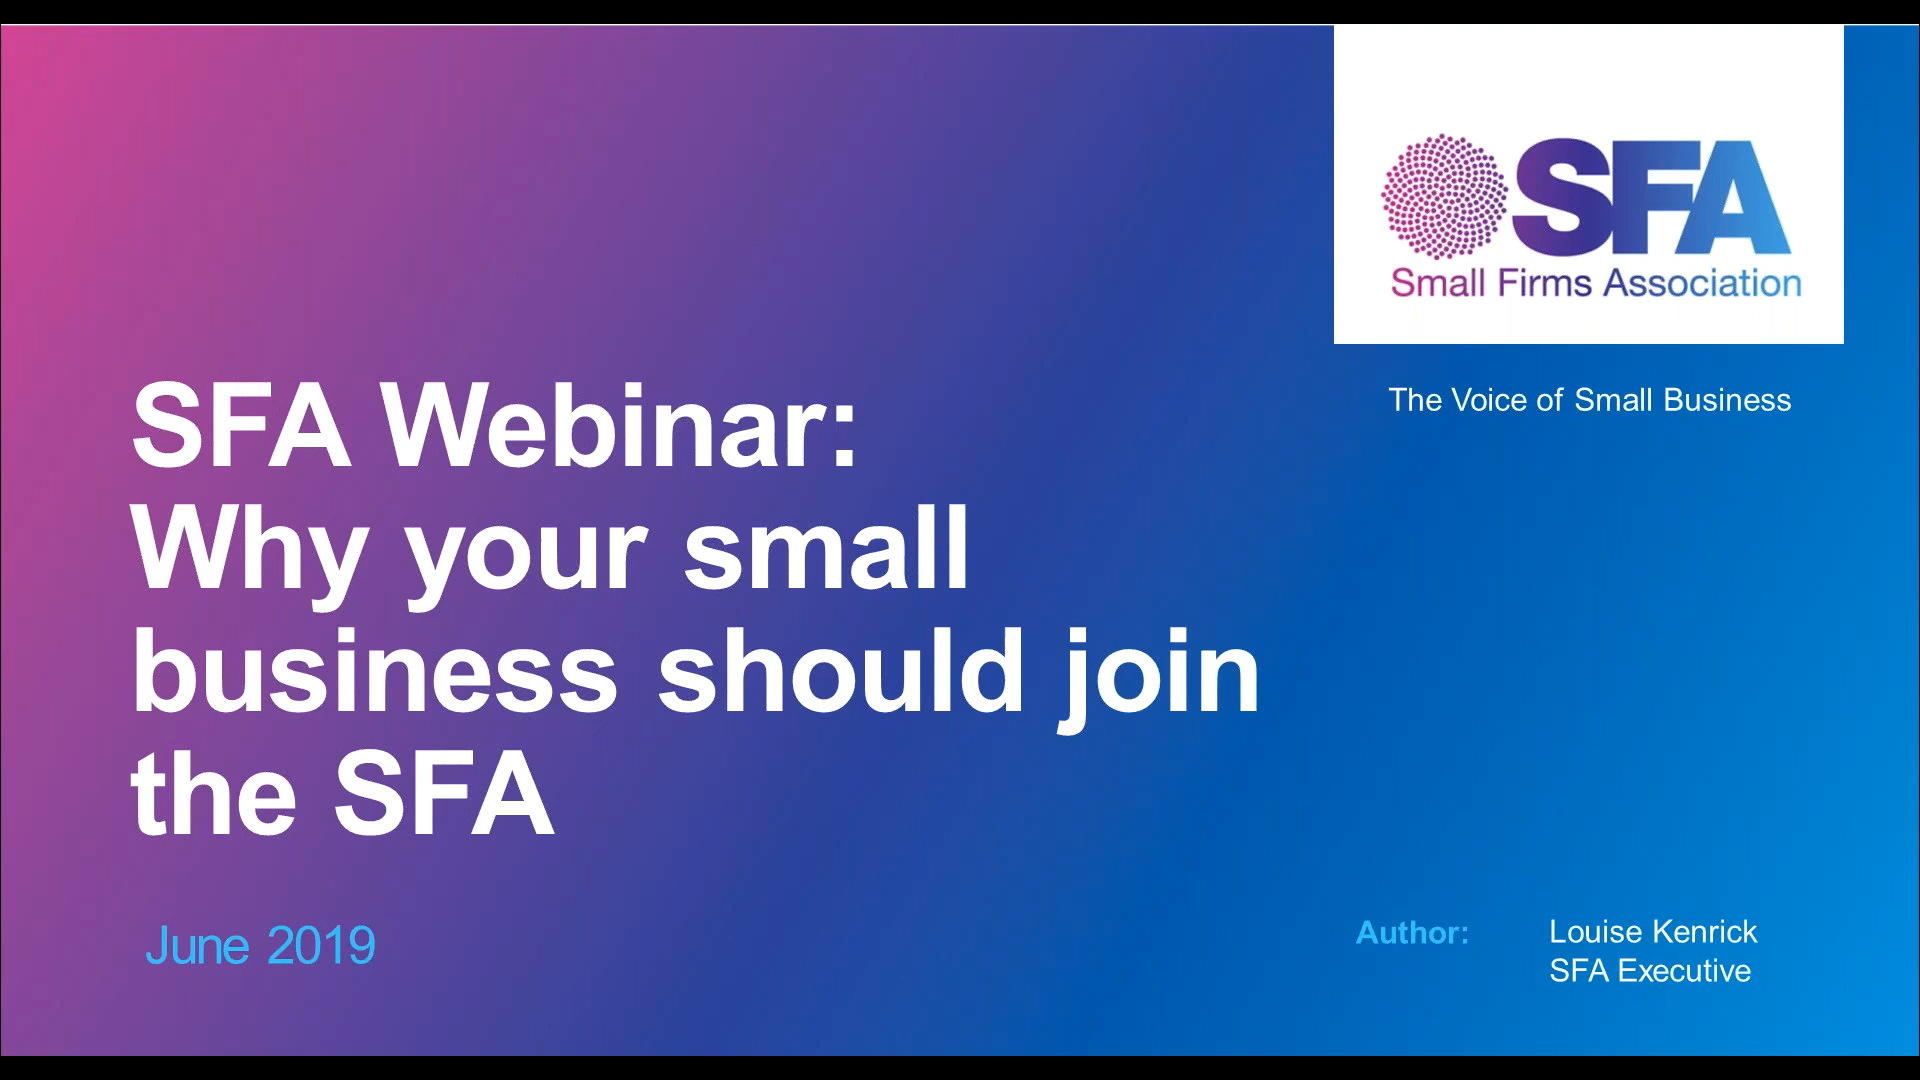 SFA
Small Firms Association
The Voice of Small Business
SFA Webinar:
Why your small
business should join
the SFA
June 2019
Author:
Louise Kenrick
SFA Executive